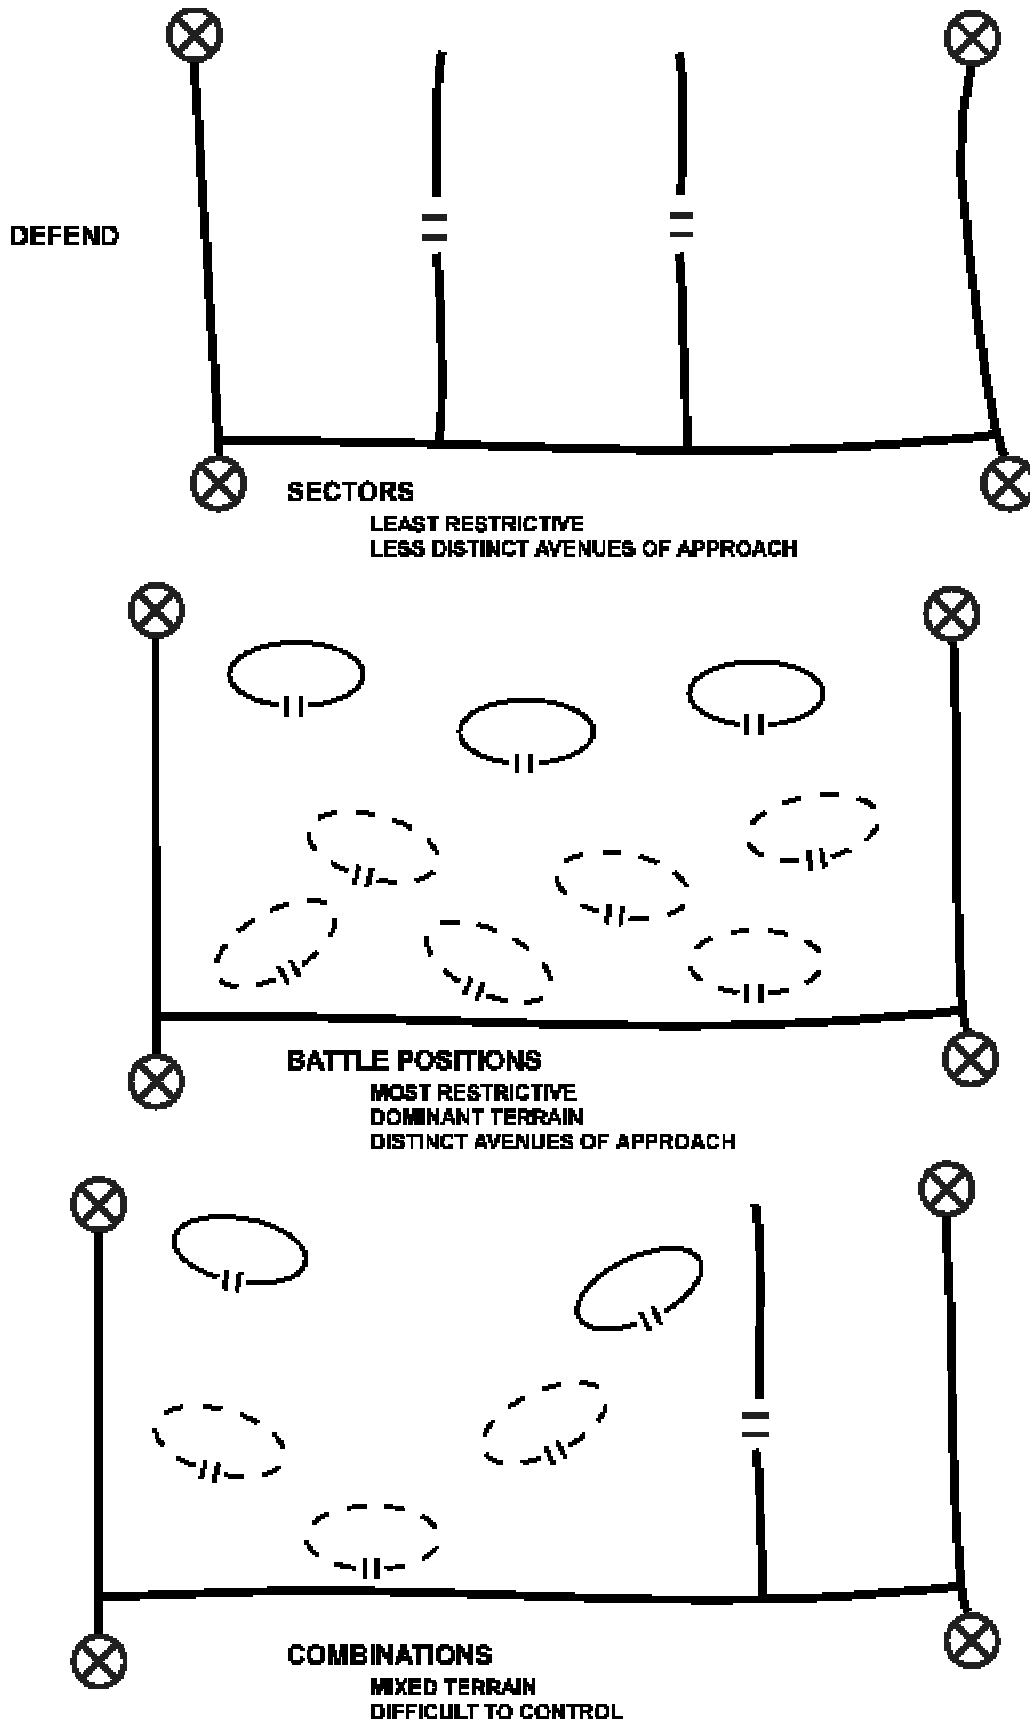 DEFEND
SECTORS
LEAST RESTRICTIVE
LESS DISTINCT AVENUES OF APPROACH
BATTLE POSITIONS
MOST RESTRICTIVE
DOMINANT TERRAIN
DISTINCT AVENUES OF APPROACH
COMBINATIONS
MIXED TERRAIN
DIFFICULT TO CONTROL